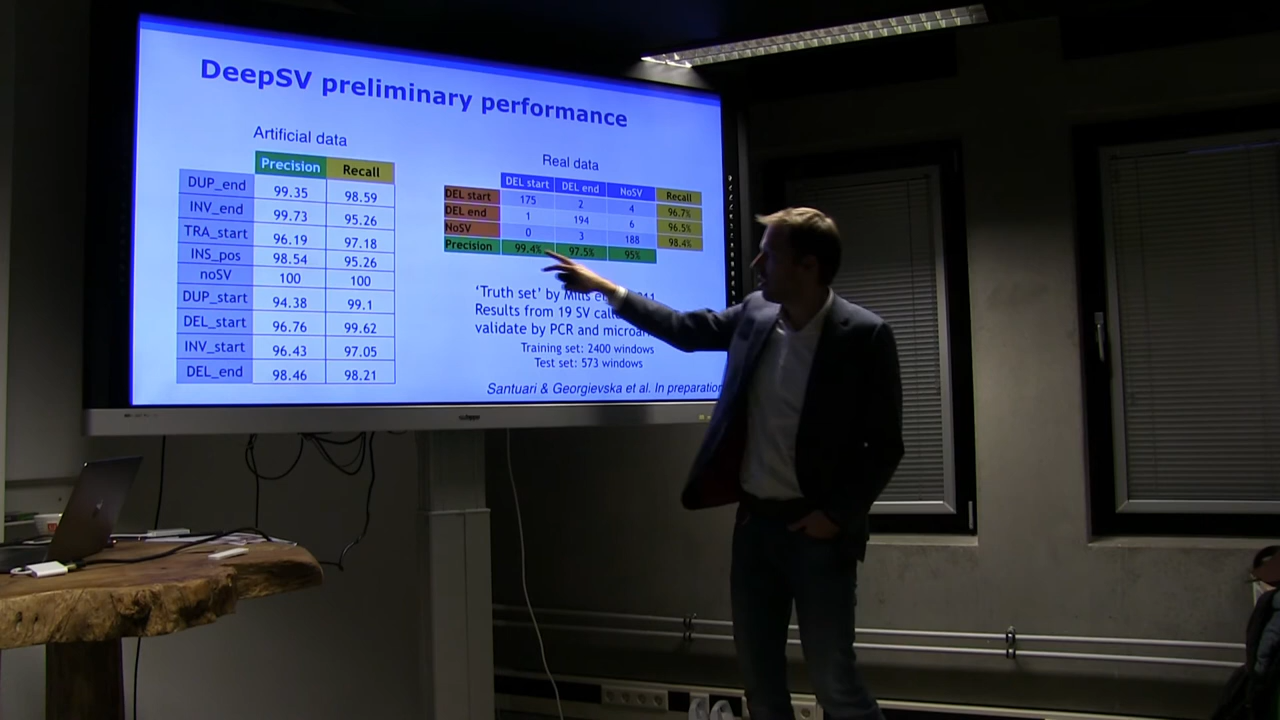 DeepSV preliminary performance
Artificial data
Precision Recall
DUP_end 99.35 98.59
INV_end 99.73 95.26
TRA_start 96.19 97.18
INS_pos 98.54 95.26
noSV 100 100
DUP_start 94.38 99.1
DEL_start 96.76 99.62
INV_start 96.43 97.05
DEL_end 98.46 98.21
Real data
DEL start DEL end NoSV Recall
DEL start 175 2 4 96.7%
DEL end 1 194 6 96.5%
NoSV 0 3 188 98.4%
Precision 99.4% 97.5% 95%
‘Truth set’ by Mills
Results from 19 SV
validate by PCR and
Training set: 2400 windows
Test set: 573 windows
Santuari & Georgievska et al. In preparation